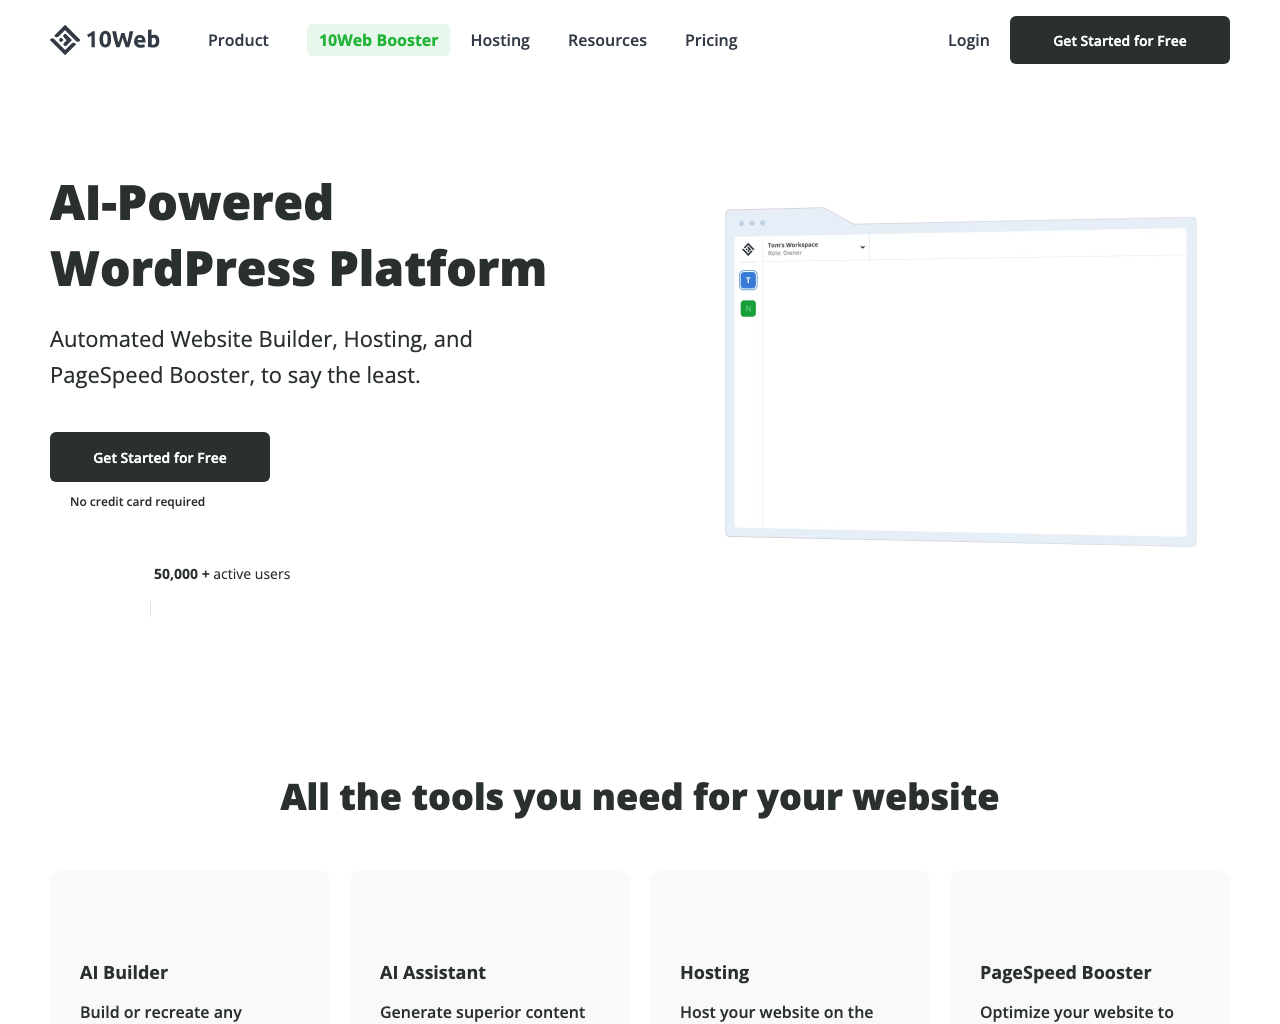 10Web
Product
10Web Booster
Hosting
Resources
Pricing
Login
Get Started for Free
AI-Powered
WordPress Platform
Automated Website Builder, Hosting, and
PageSpeed Booster, to say the least.
Get Started for Free
No credit card required
50,000 + active users
Tom's Workspace
Role: Owner
T
N
All the tools you need for your website
AI Builder
Build or recreate any
AI Assistant
Generate superior content
Hosting
Host your website on the
PageSpeed Booster
Optimize your website to